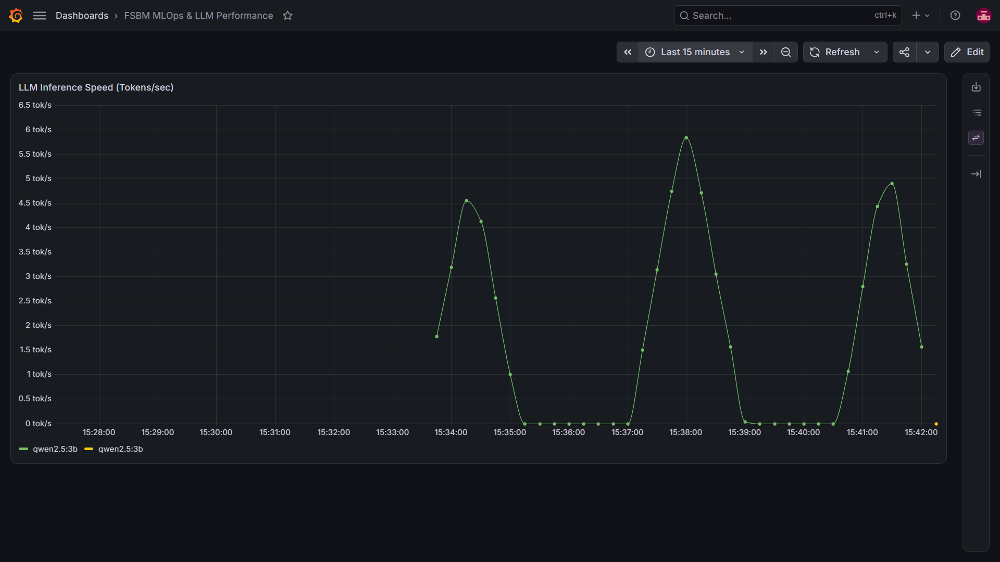 Dashboards › FSBM MLOps & LLM Performance
Search... ctrl+k
Last 15 minutes Refresh Edit
LLM Inference Speed (Tokens/sec)
6.5 tok/s
6 tok/s
5.5 tok/s
5 tok/s
4.5 tok/s
4 tok/s
3.5 tok/s
3 tok/s
2.5 tok/s
2 tok/s
1.5 tok/s
1 tok/s
0.5 tok/s
0 tok/s
15:28:00 15:29:00 15:30:00 15:31:00 15:32:00 15:33:00 15:34:00 15:35:00 15:36:00 15:37:00 15:38:00 15:39:00 15:40:00 15:41:00 15:42:00
qwen2.5:3b qwen2.5:3b